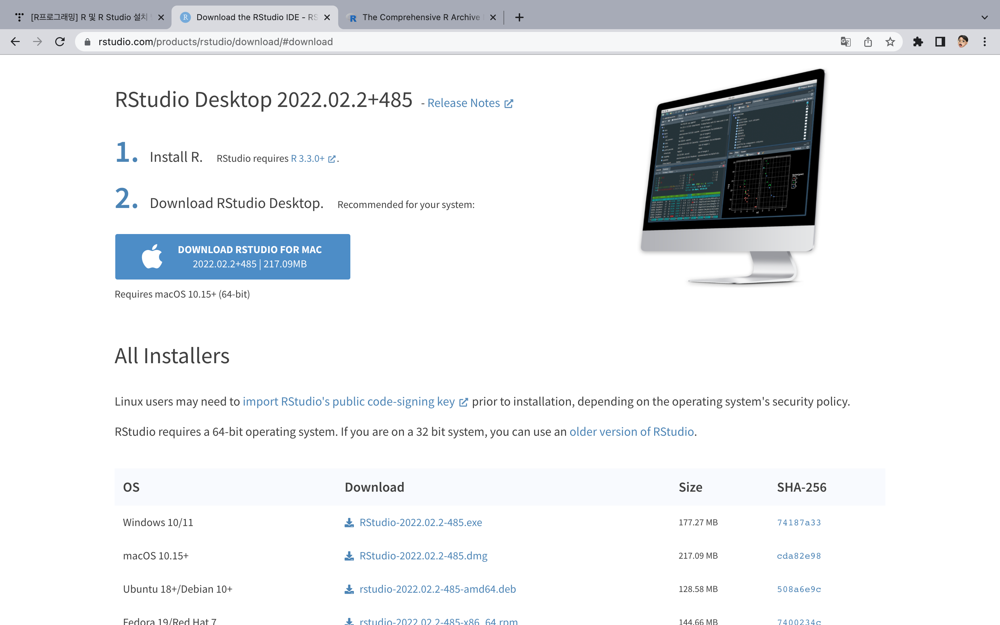 [R프로그래밍] R 및 R Studio 설치
Download the RStudio IDE - RS
The Comprehensive R Archive
rstudio.com/products/rstudio/download/#download
RStudio Desktop 2022.02.2+485 - Release Notes
1. Install R. RStudio requires R 3.3.0+.
2. Download RStudio Desktop. Recommended for your system:
DOWNLOAD RSTUDIO FOR MAC
2022.02.2+485 | 217.09MB
Requires macOS 10.15+ (64-bit)
All Installers
Linux users may need to import RStudio's public code-signing key prior to installation, depending on the operating system's security policy.
RStudio requires a 64-bit operating system. If you are on a 32 bit system, you can use an older version of RStudio.
OS Download Size SHA-256
Windows 10/11 RStudio-2022.02.2-485.exe 177.27 MB 74187a33
macOS 10.15+ RStudio-2022.02.2-485.dmg 217.09 MB cda82e98
Ubuntu 18+/Debian 10+ rstudio-2022.02.2-485-amd64.deb 128.58 MB 508a6e9c
Fedora 19/Red Hat 7 rstudio-2022.02.2-485-x86_64.rpm 144.66 MB 7400234c